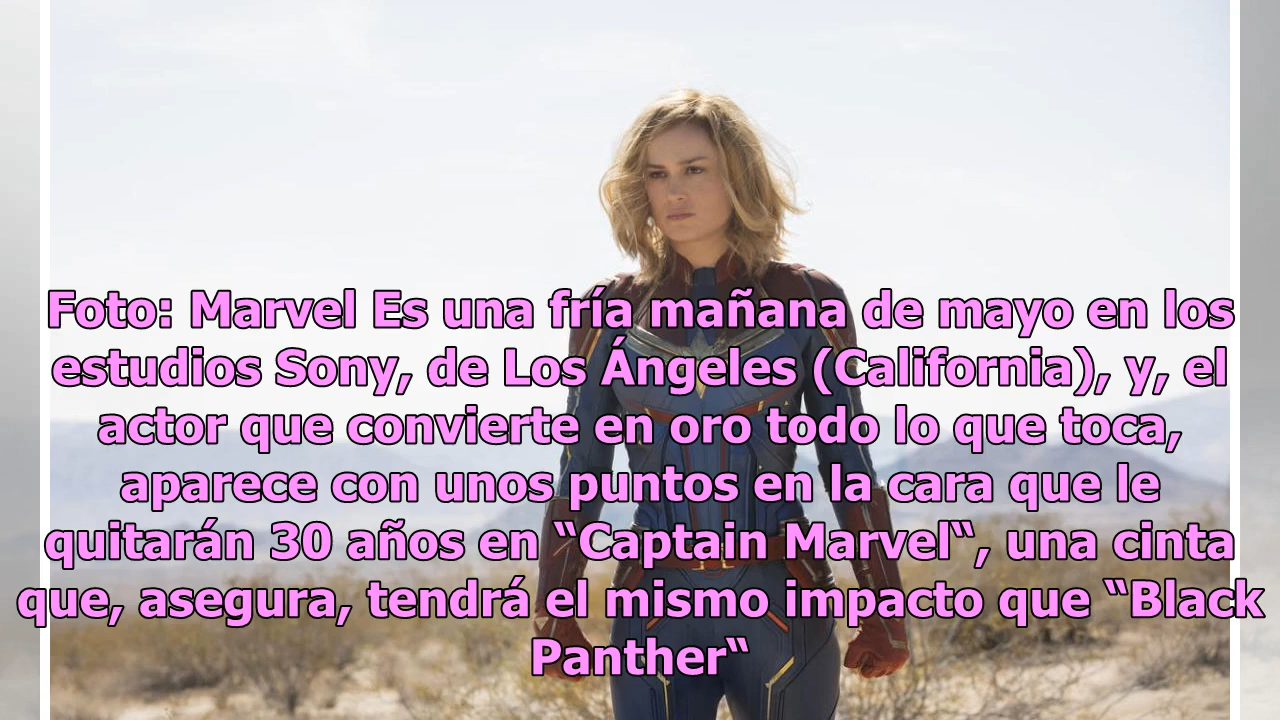 Foto: Marvel Es una fría mañana de mayo en los
estudios Sony, de Los Ángeles (California), y, el
actor que convierte en oro todo lo que toca,
aparece con unos puntos en la cara que le
quitarán 30 años en “Captain Marvel“, una cinta
que, asegura, tendrá el mismo impacto que “Black
Panther“